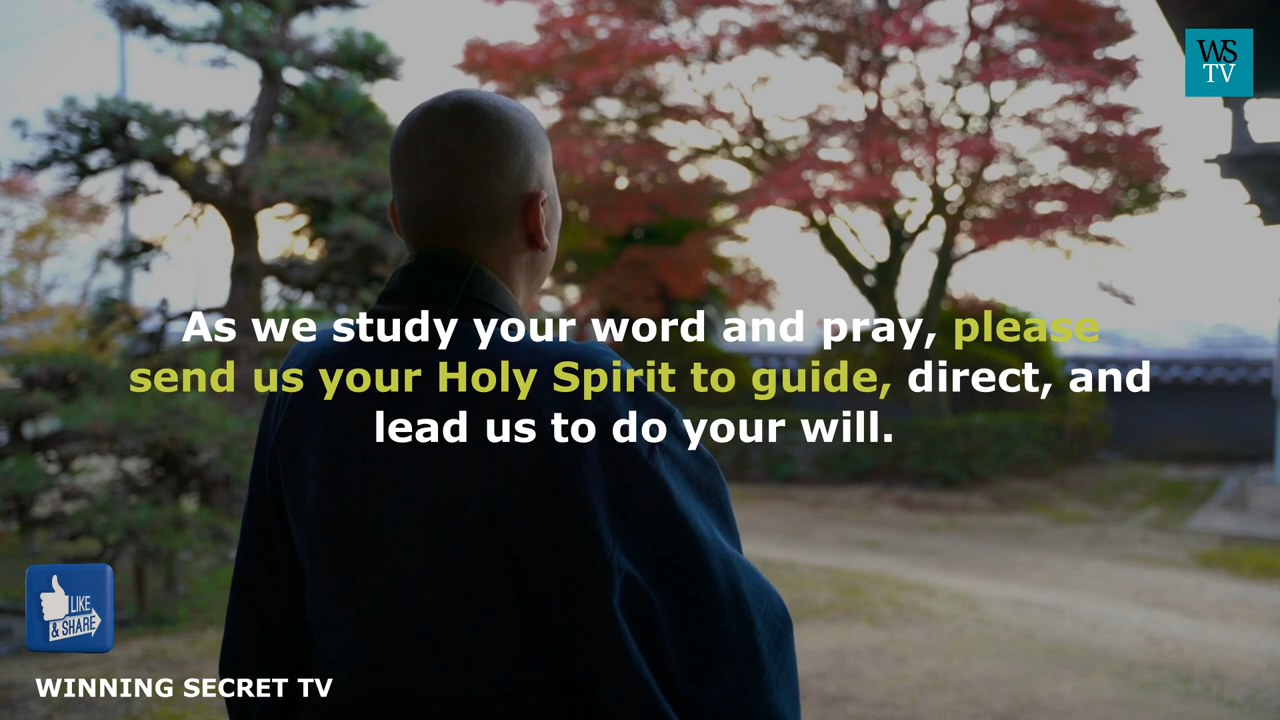 WS
TV
As we study your word and pray, please
send us your Holy Spirit to guide, direct, and
lead us to do your will.
LIKE
& SHARE
WINNING SECRET TV